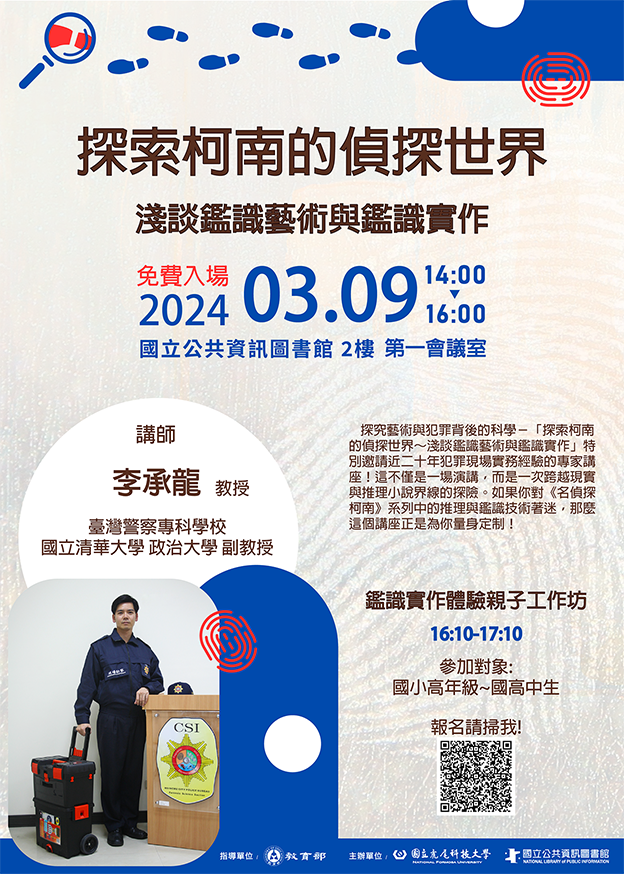 探索柯南的偵探世界
淺談鑑識藝術與鑑識實作
免費入場
2024 03.09 14:00
16:00
國立公共資訊圖書館 2樓 第一會議室
講師
李承龍 教授
臺灣警察專科學校
國立清華大學 政治大學 副教授
探究藝術與犯罪背後的科學－「探索柯南
的偵探世界～淺談鑑識藝術與鑑識實作」特
別邀請近二十年犯罪現場實務經驗的專家講
座！這不僅是一場演講，而是一次跨越現實
與推理小說界線的探險。如果你對《名偵探
柯南》系列中的推理與鑑識技術著迷，那麼
這個講座正是為你量身定制！
鑑識實作體驗親子工作坊
16:10-17:10
參加對象:
國小高年級~國高中生
報名請掃我!
CSI
指導單位/ 教育部 主辦單位/ 國立虎尾科技大學 NATIONAL FORMOSA UNIVERSITY 國立公共資訊圖書館 NATIONAL LIBRARY of PUBLIC INFORMATION